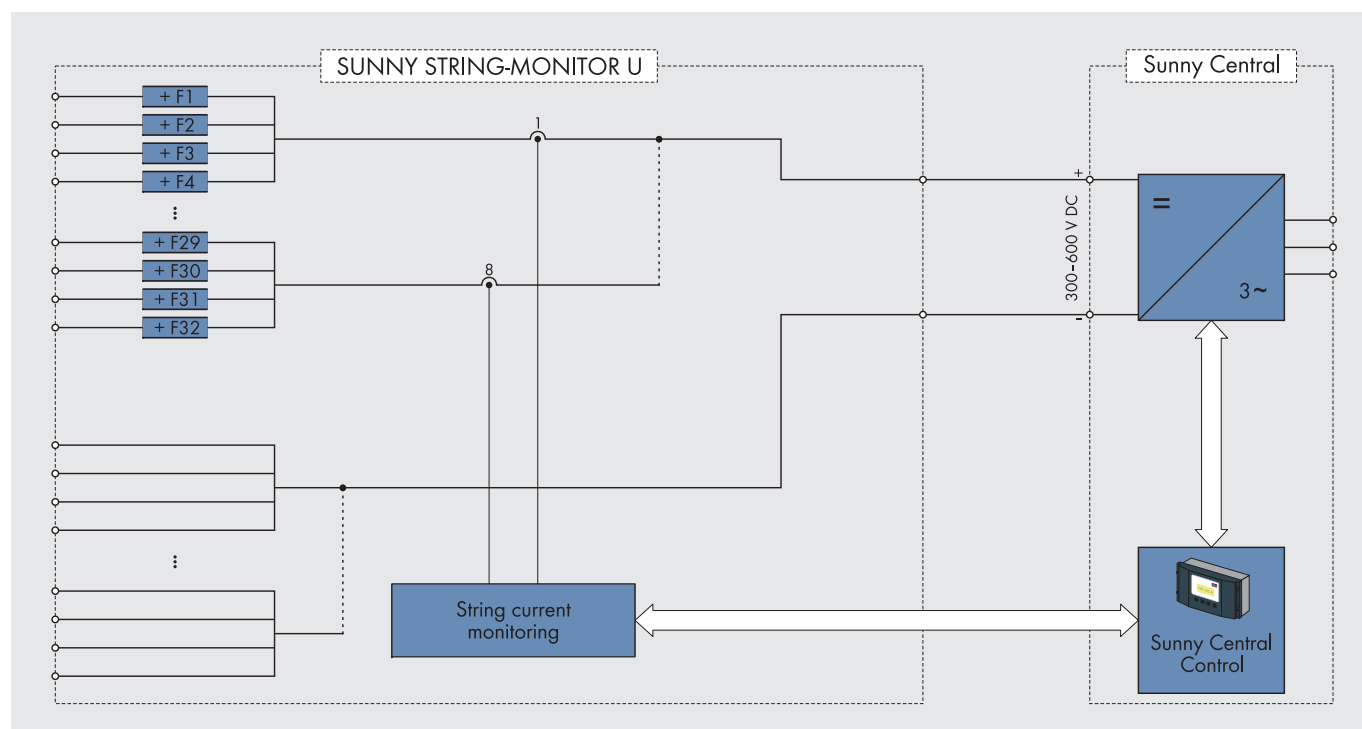 SUNNY STRING-MONITOR U
Sunny Central
+ F1
+ F2
+ F3
+ F4
+ F29
+ F30
+ F31
+ F32
1
8
+
300-600 V DC
-
=
3~
String current
monitoring
Sunny Central
Control